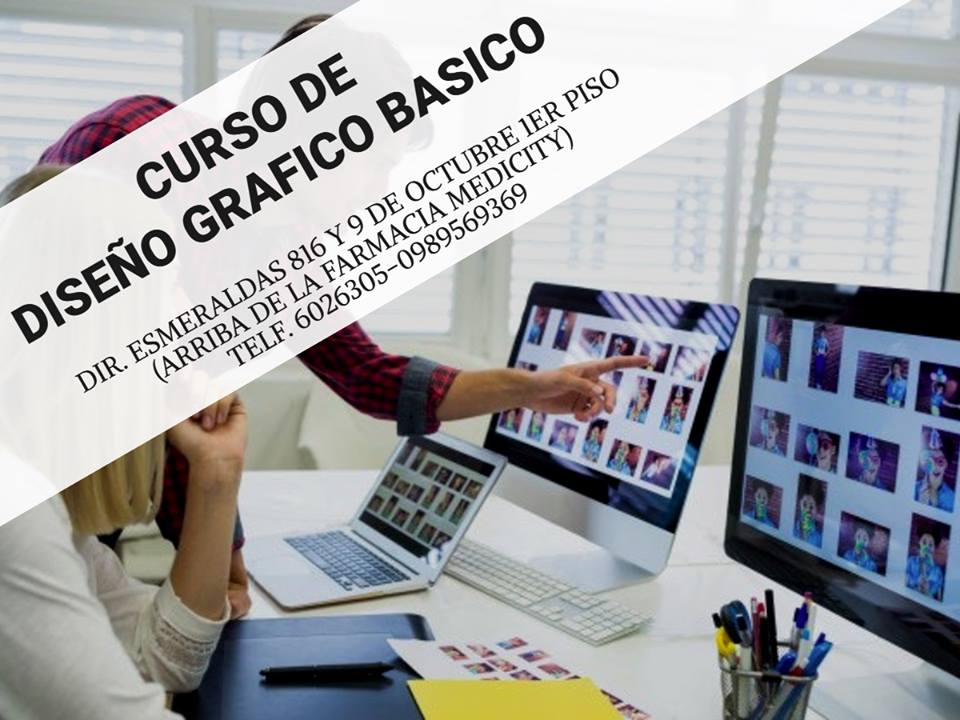 CURSO DE
DISEÑO GRAFICO BASICO
DIR. ESMERALDAS 816 Y 9 DE OCTUBRE 1ER PISO
(ARRIBA DE LA FARMACIA MEDICITY)
TELF. 6026305-0989569369